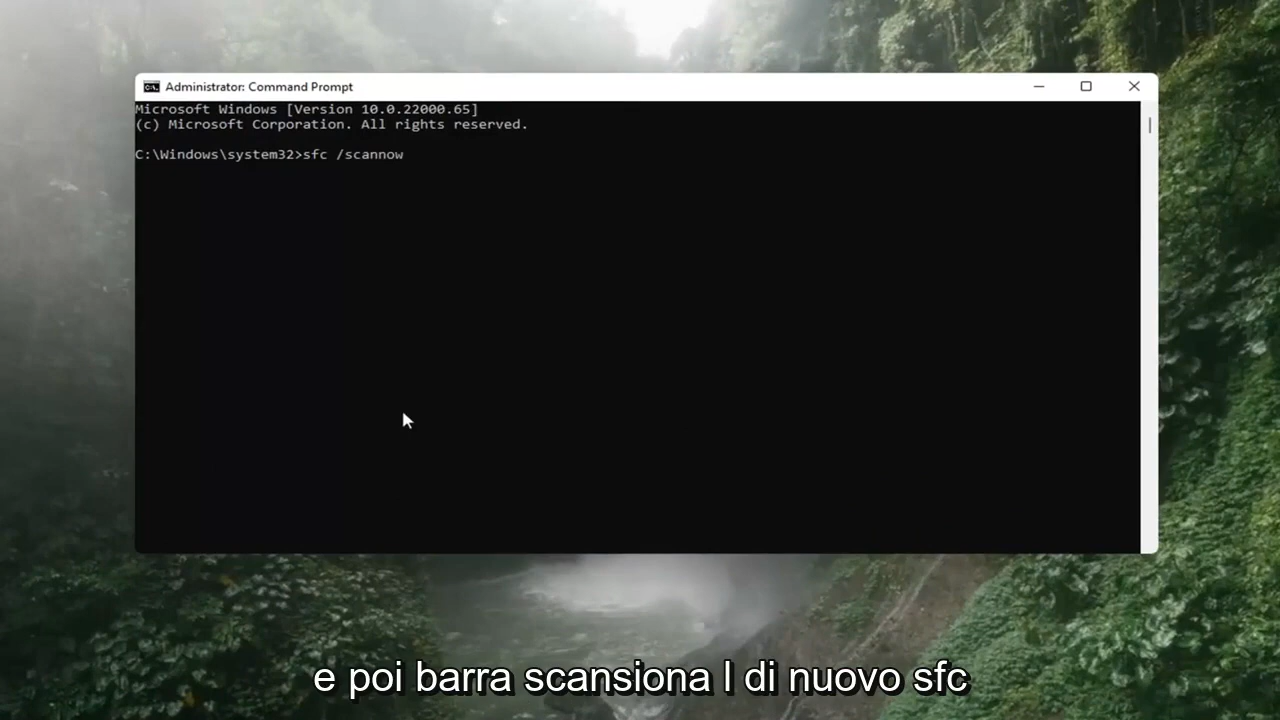 Administrator: Command Prompt
Microsoft Windows [Version 10.0.22000.65]
(c) Microsoft Corporation. All rights reserved.
C:\Windows\system32>sfc /scannow
e poi barra scansiona l di nuovo sfc